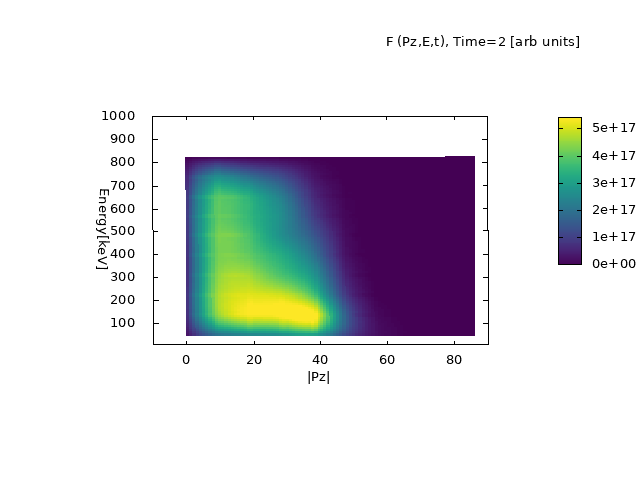 F (Pz,E,t), Time=2 [arb units]
1000
900
800
700
600
500
400
300
200
100
Energy[keV]
0 20 40 60 80
|Pz|
5e+17
4e+17
3e+17
2e+17
1e+17
0e+00